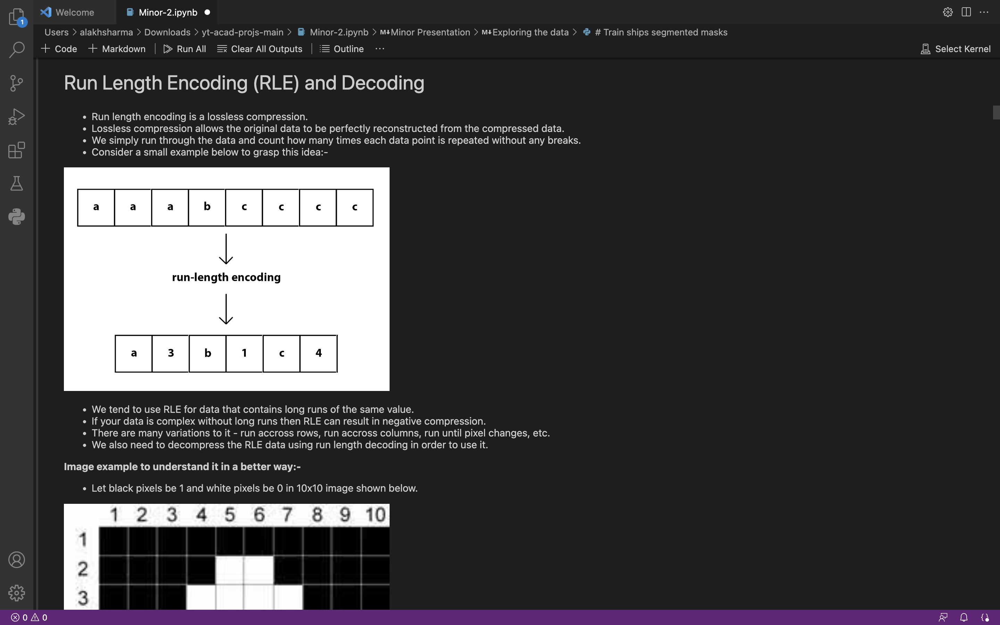 1
Welcome
Minor-2.ipynb
Users > alakhsharma > Downloads > yt-acad-projs-main > Minor-2.ipynb > M↓Minor Presentation > M↓Exploring the data > # Train ships segmented masks
+ Code + Markdown | Run All Clear All Outputs | Outline ···
Select Kernel
Run Length Encoding (RLE) and Decoding
• Run length encoding is a lossless compression.
• Lossless compression allows the original data to be perfectly reconstructed from the compressed data.
• We simply run through the data and count how many times each data point is repeated without any breaks.
• Consider a small example below to grasp this idea:-
a a a b c c c c
run-length encoding
a 3 b 1 c 4
• We tend to use RLE for data that contains long runs of the same value.
• If your data is complex without long runs then RLE can result in negative compression.
• There are many variations to it - run accross rows, run accross columns, run until pixel changes, etc.
• We also need to decompress the RLE data using run length decoding in order to use it.
Image example to understand it in a better way:-
• Let black pixels be 1 and white pixels be 0 in 10x10 image shown below.
1 2 3 4 5 6 7 8 9 10
1
2
3
0 0